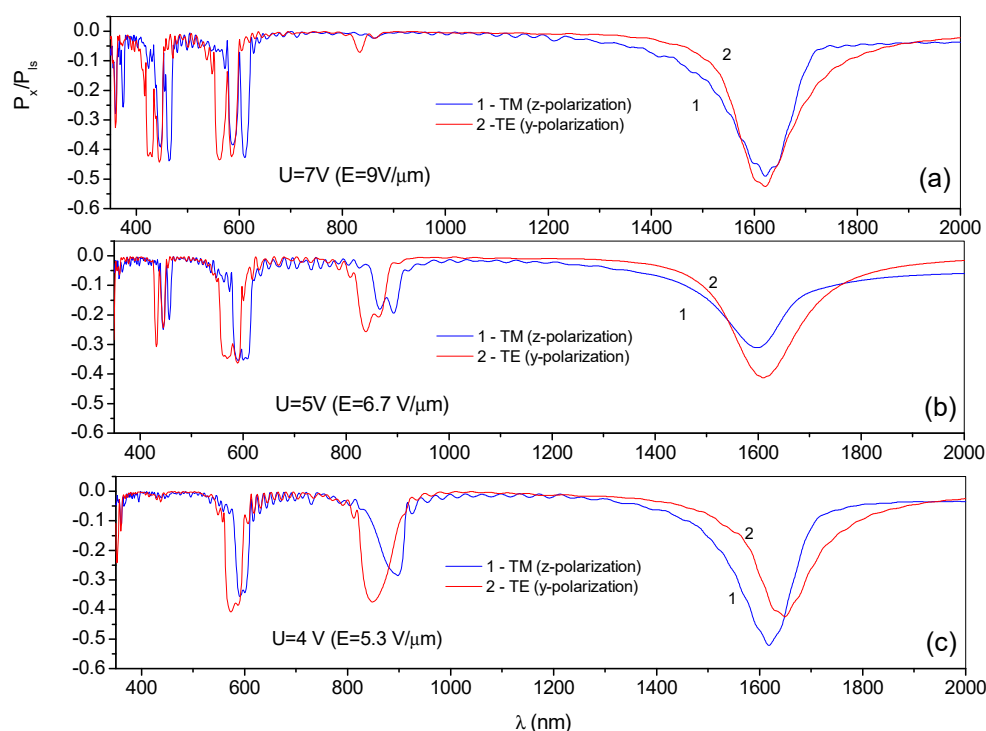 0.0
-0.1
-0.2
-0.3
-0.4
-0.5
-0.6
Px/Pls
2
1
1 - TM (z-polarization)
2 -TE (y-polarization)
U=7V (E=9V/μm)
(a)
400 600 800 1000 1200 1400 1600 1800 2000
0.0
-0.1
-0.2
-0.3
-0.4
-0.5
-0.6
2
1
1 - TM (z-polarization)
2 - TE (y-polarization)
U=5V (E=6.7 V/μm)
(b)
400 600 800 1000 1200 1400 1600 1800 2000
0.0
-0.1
-0.2
-0.3
-0.4
-0.5
-0.6
2
1
1 - TM (z-polarization)
2 - TE (y-polarization)
U=4 V (E=5.3 V/μm)
(c)
400 600 800 1000 1200 1400 1600 1800 2000
λ (nm)